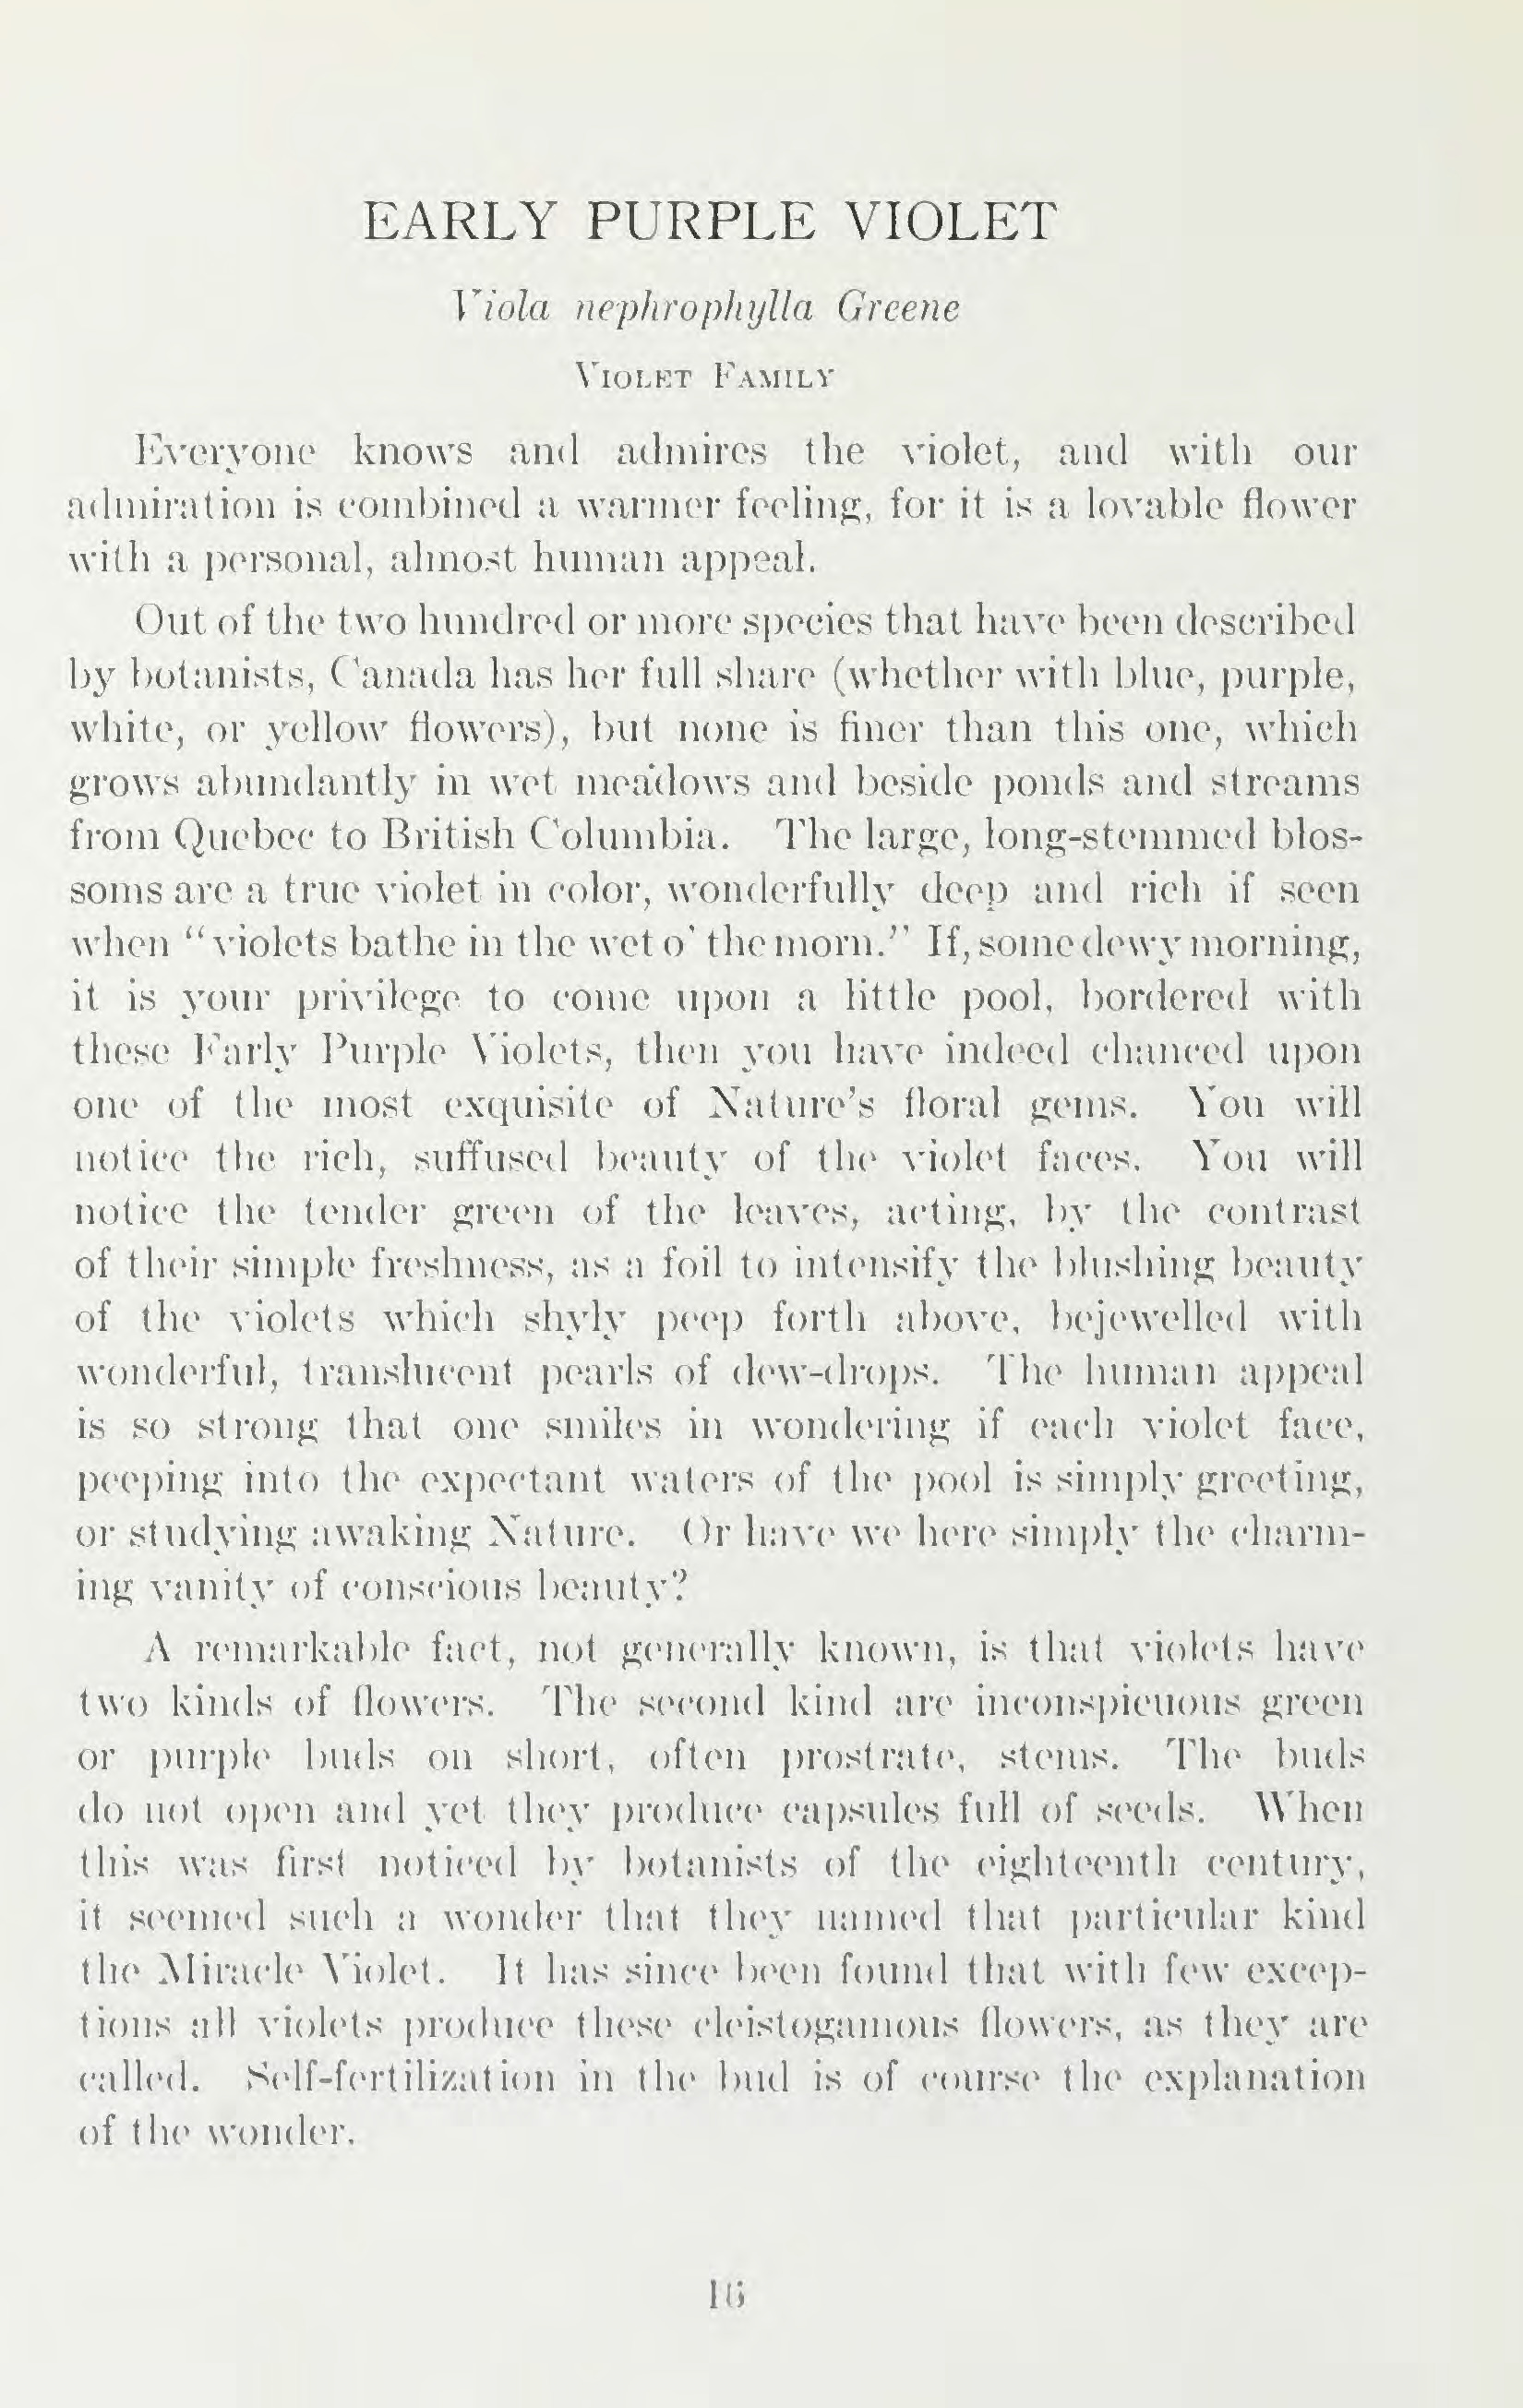 EARLY PURPLE VIOLET
Viola nephrophylla Greene
Violet Family
Everyone knows and admires the violet, and with our
admiration is combined a warmer feeling, for it is a lovable flower
with a personal, almost human appeal.
Out of the two hundred or more species that have been described
by botanists, Canada has her full share (whether with blue, purple,
white, or yellow flowers), but none is finer than this one, which
grows abundantly in wet meadows and beside ponds and streams
from Quebec to British Columbia. The large, long-stemmed blos-
soms are a true violet in color, wonderfully deep and rich if seen
when "violets bathe in the wet o' the morn." If, some dewy morning,
it is your privilege to come upon a little pool, bordered with
these Early Purple Violets, then you have indeed chanced upon
one of the most exquisite of Nature's floral gems. You will
notice the rich, suffused beauty of the violet faces. You will
notice the tender green of the leaves, acting, by the contrast
of their simple freshness, as a foil to intensify the blushing beauty
of the violets which shyly peep forth above, bejewelled with
wonderful, translucent pearls of dew-drops. The human appeal
is so strong that one smiles in wondering if each violet face,
peeping into the expectant waters of the pool is simply greeting,
or studying awaking Nature. Or have we here simply the charm-
ing vanity of conscious beauty?
A remarkable fact, not generally known, is that violets have
two kinds of flowers. The second kind are inconspicuous green
or purple buds on short, often prostrate, stems. The buds
do not open and yet they produce capsules full of seeds. When
this was first noticed by botanists of the eighteenth century,
it seemed such a wonder that they named that particular kind
the Miracle Violet. It has since been found that with few excep-
tions all violets produce these cleistogamous flowers, as they are
called. Self-fertilization in the bud is of course the explanation
of the wonder.
16